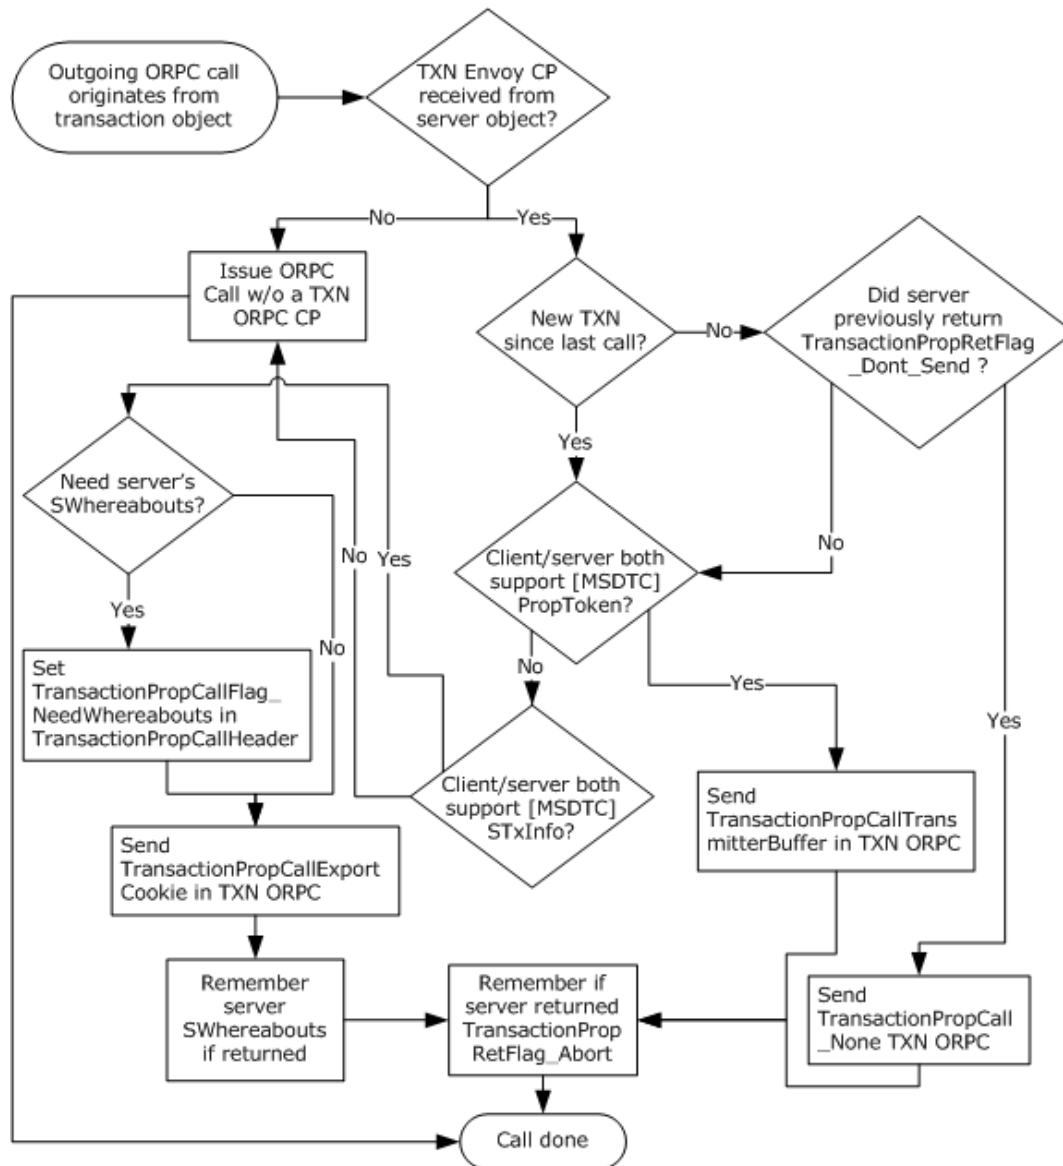 Outgoing ORPC call
originates from
transaction object
TXN Envoy CP
received from
server object?
No
Yes
Issue ORPC
Call w/o a TXN
ORPC CP
New TXN
since last call?
No
Did server
previously return
TransactionPropRetFlag
_Dont_Send ?
Yes
Need server's
SWhereabouts?
No
Yes
Client/server both
support [MSDTC]
PropToken?
No
Yes
No
No
Yes
Yes
Set
TransactionPropCallFlag_
NeedWhereabouts in
TransactionPropCallHeader
Client/server both
support [MSDTC]
STxInfo?
Send
TransactionPropCallTrans
mitterBuffer in TXN ORPC
Send
TransactionPropCallExport
Cookie in TXN ORPC
Remember
server
SWhereabouts
if returned
Remember if
server returned
TransactionProp
RetFlag_Abort
Send
TransactionPropCall
_None TXN ORPC
Call done